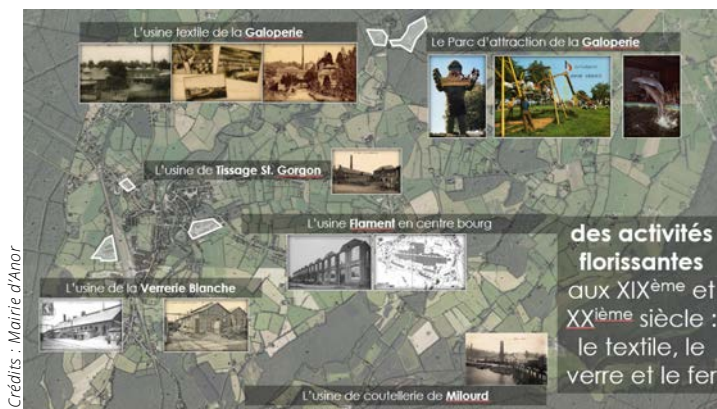 L'usine textile de la Galoperie
Le Parc d'attraction de la Galoperie
L'usine de Tissage St. Gorgon
L'usine Flament en centre bourg
L'usine de la Verrerie Blanche
L'usine de coutellerie de Milourd
des activités
florissantes
aux XIXème et
XXième siècle :
le textile, le
verre et le fer
Crédits : Mairie d'Anor